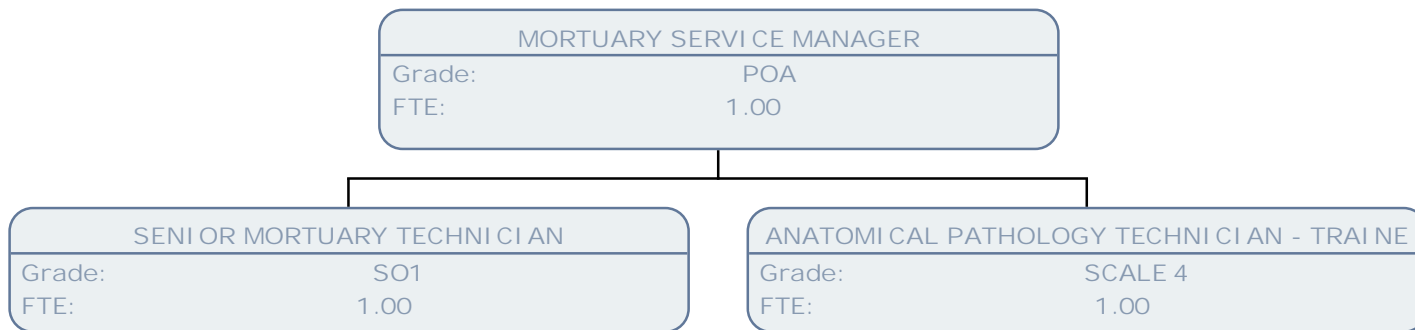 MORTUARY SERVICE MANAGER
Grade: POA
FTE: 1.00
SENIOR MORTUARY TECHNICIAN
Grade: SO1
FTE: 1.00
ANATOMICAL PATHOLOGY TECHNICIAN - TRAINE
Grade: SCALE 4
FTE: 1.00